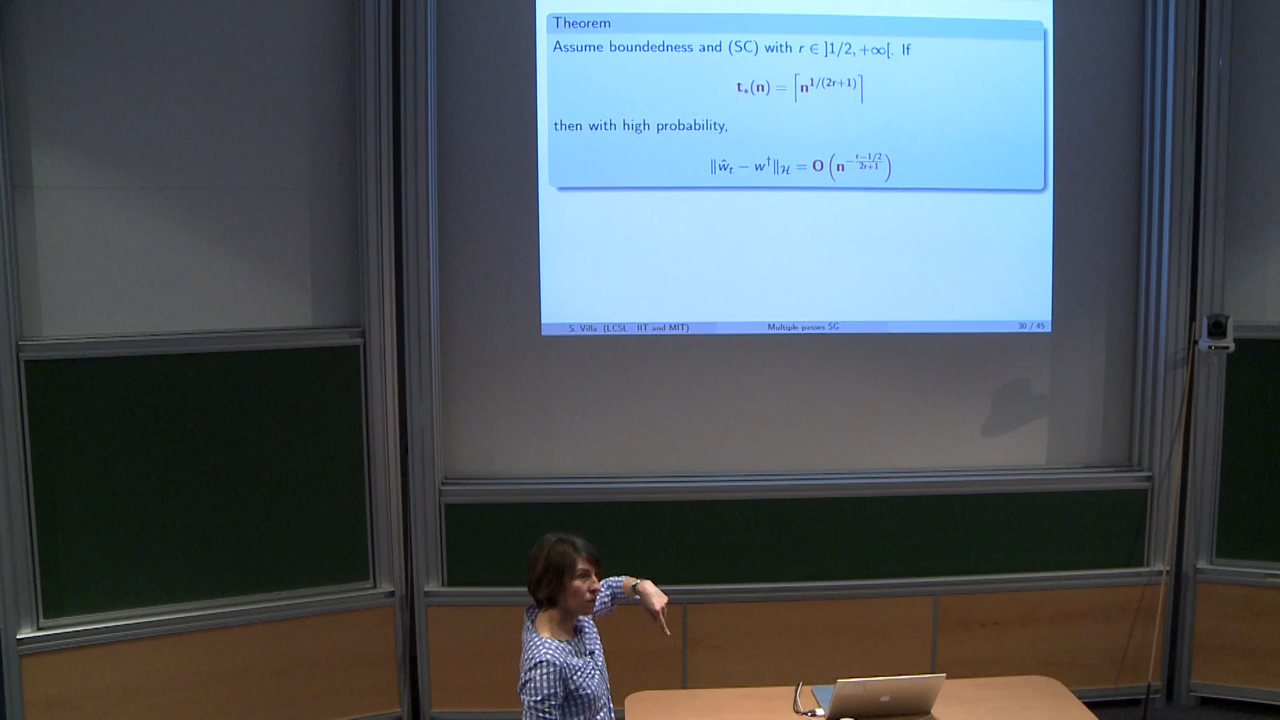 Theorem
Assume boundedness and (SC) with r ∈ ]1/2, +∞[. If
t∗(n) = ⌈n^{1/(2r+1)}⌉
then with high probability,
‖ŵ_t − w^†‖_ℋ = O(n^{−(r−1/2)/(2r+1)})
S. Villa (LCSL - IIT and MIT) Multiple passes SG 30 / 45